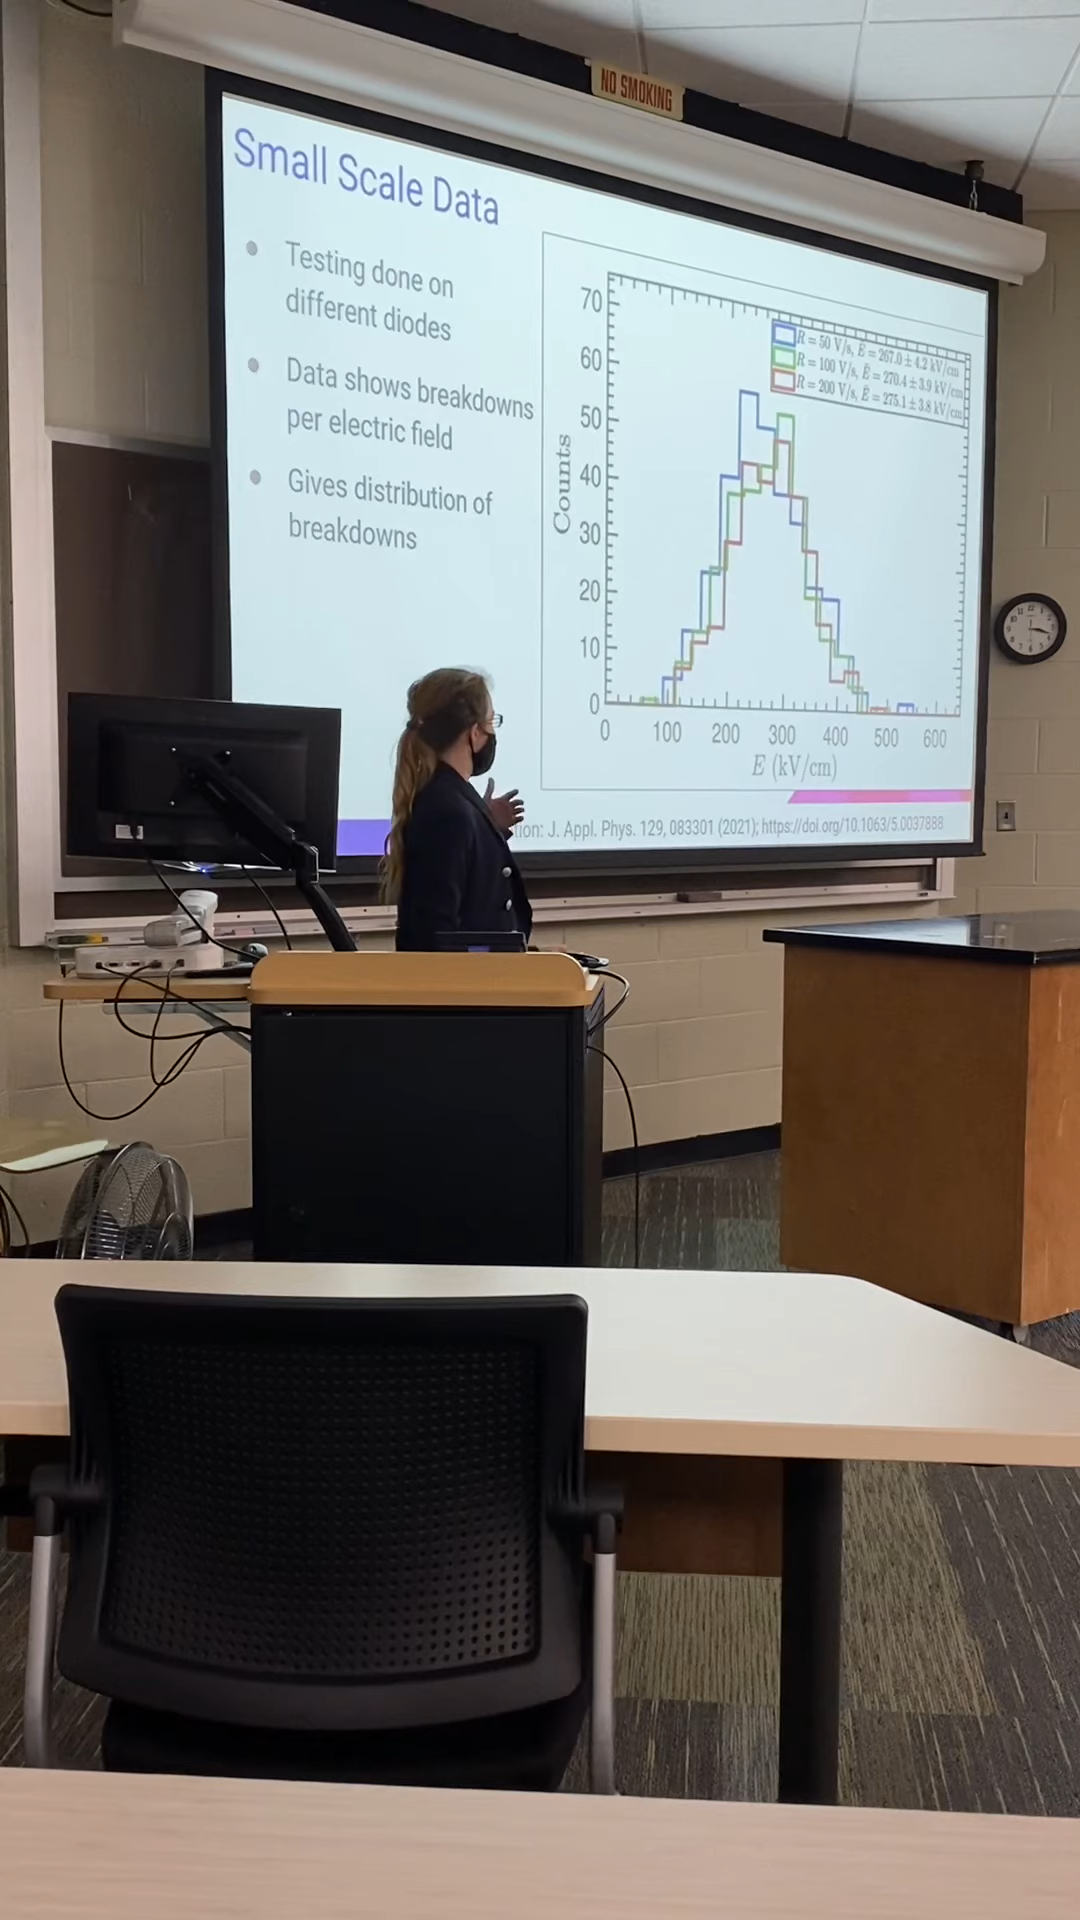 NO SMOKING
Small Scale Data
Testing done on
different diodes
Data shows breakdowns
per electric field
Gives distribution of
breakdowns
70
60
50
40
30
20
10
0
Counts
R = 50 V/s, Ē = 267.0 ± 4.2 kV/cm
R = 100 V/s, Ē = 270.4 ± 3.9 kV/cm
R = 200 V/s, Ē = 275.1 ± 3.8 kV/cm
0 100 200 300 400 500 600
E (kV/cm)
tion: J. Appl. Phys. 129, 083301 (2021); https://doi.org/10.1063/5.0037888